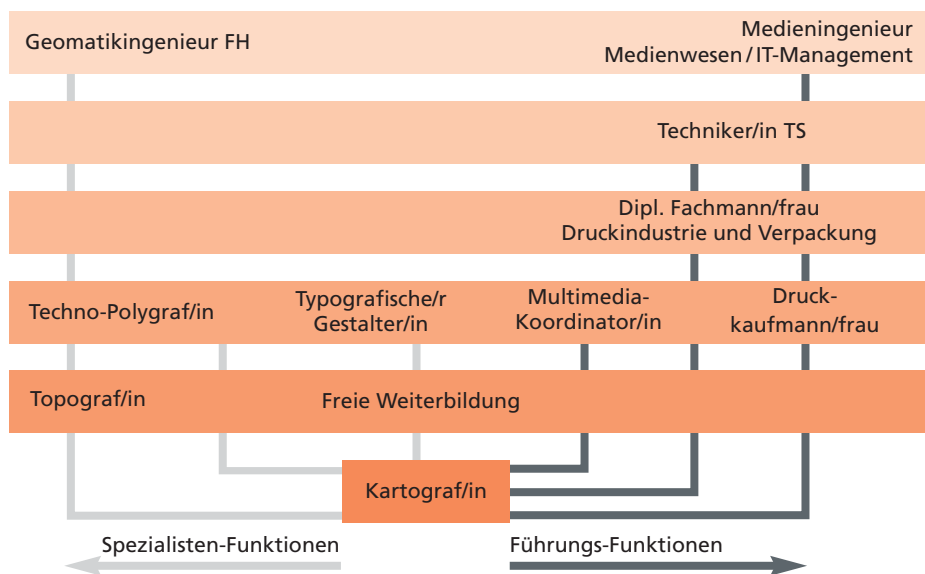 Geomatikingenieur FH
Medieningenieur
Medienwesen/IT-Management
Techniker/in TS
Dipl. Fachmann/frau
Druckindustrie und Verpackung
Techno-Polygraf/in
Typografische/r
Gestalter/in
Multimedia-
Koordinator/in
Druck-
kaufmann/frau
Topograf/in
Freie Weiterbildung
Kartograf/in
Spezialisten-Funktionen
Führungs-Funktionen